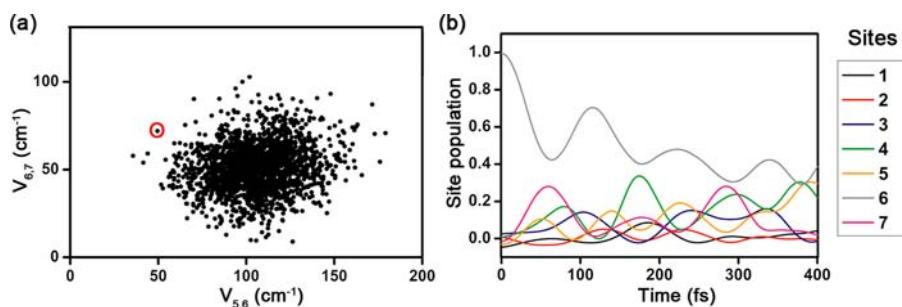 (a)
V6,7 (cm-1)
100
50
0
0 50 100 150 200
V5,6 (cm-1)
(b)
Site population
1.0
0.8
0.6
0.4
0.2
0.0
0 100 200 300 400
Time (fs)
Sites
1
2
3
4
5
6
7